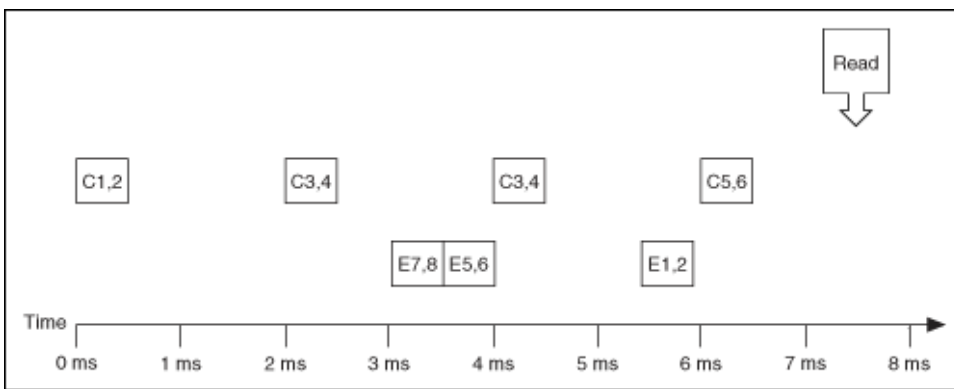 Read
C1,2 C3,4 C3,4 C5,6
E7,8 E5,6 E1,2
Time
0 ms 1 ms 2 ms 3 ms 4 ms 5 ms 6 ms 7 ms 8 ms